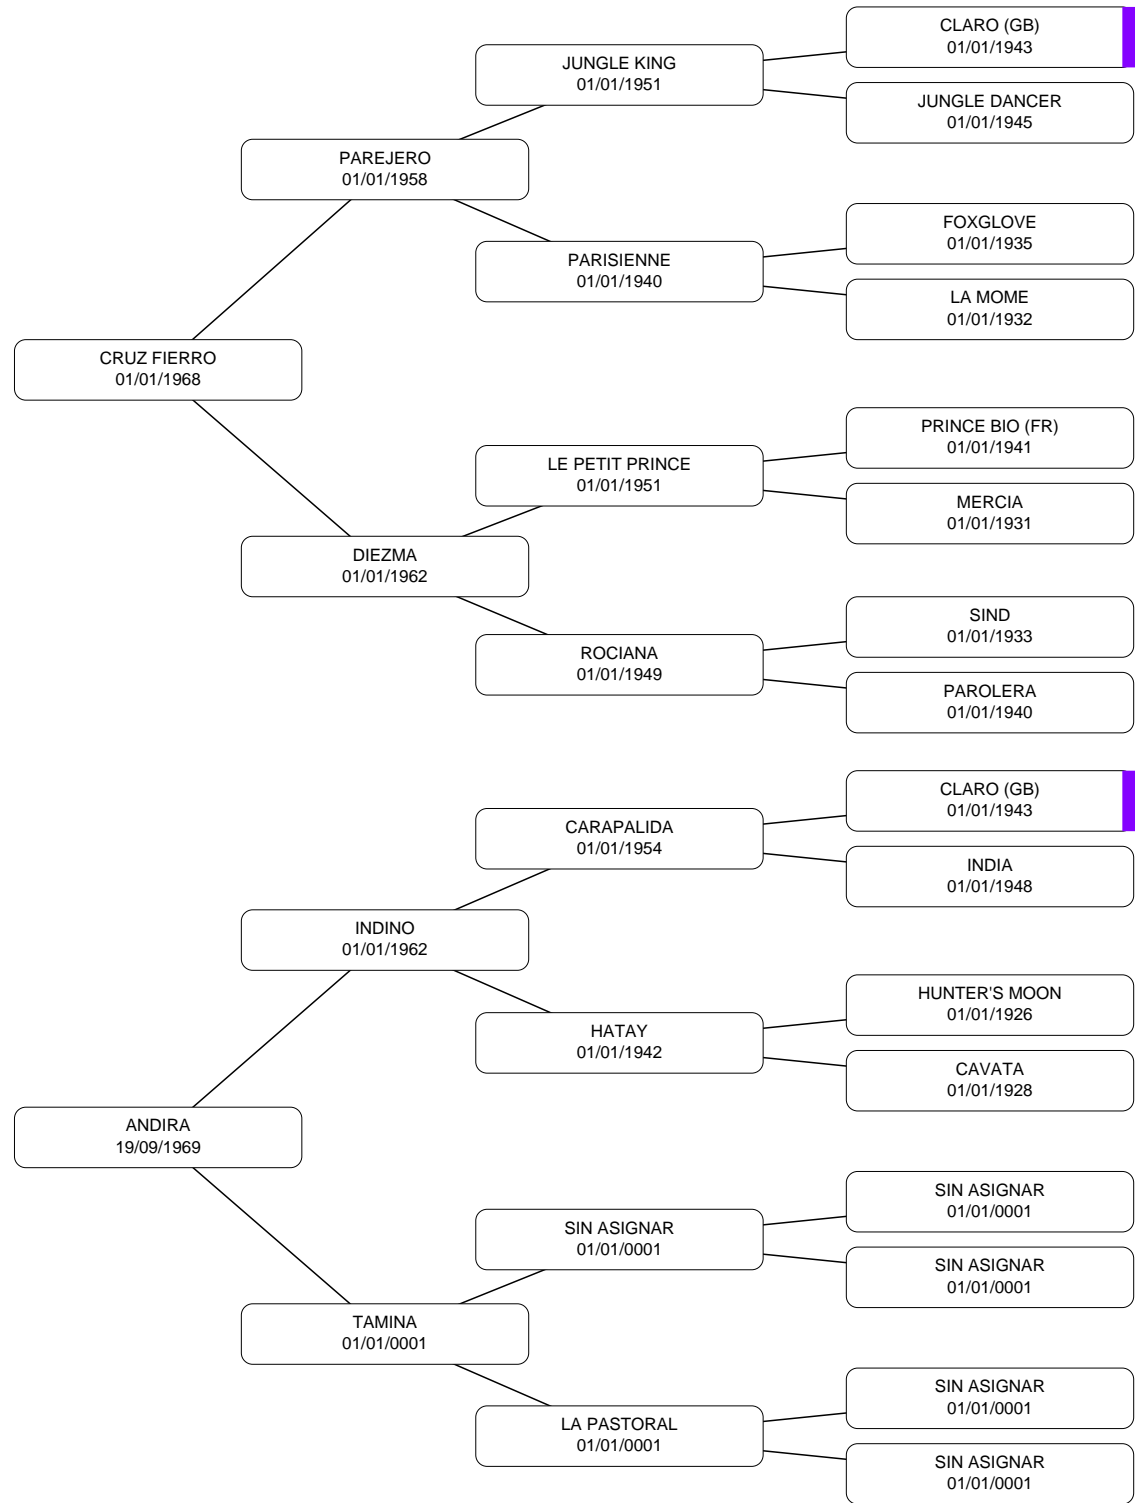 CLARO (GB)
01/01/1943
JUNGLE KING
01/01/1951
JUNGLE DANCER
01/01/1945
PAREJERO
01/01/1958
FOXGLOVE
01/01/1935
PARISIENNE
01/01/1940
LA MOME
01/01/1932
CRUZ FIERRO
01/01/1968
PRINCE BIO (FR)
01/01/1941
LE PETIT PRINCE
01/01/1951
MERCIA
01/01/1931
DIEZMA
01/01/1962
SIND
01/01/1933
ROCIANA
01/01/1949
PAROLERA
01/01/1940
CLARO (GB)
01/01/1943
CARAPALIDA
01/01/1954
INDIA
01/01/1948
INDINO
01/01/1962
HUNTER'S MOON
01/01/1926
HATAY
01/01/1942
CAVATA
01/01/1928
ANDIRA
19/09/1969
SIN ASIGNAR
01/01/0001
SIN ASIGNAR
01/01/0001
SIN ASIGNAR
01/01/0001
TAMINA
01/01/0001
SIN ASIGNAR
01/01/0001
LA PASTORAL
01/01/0001
SIN ASIGNAR
01/01/0001